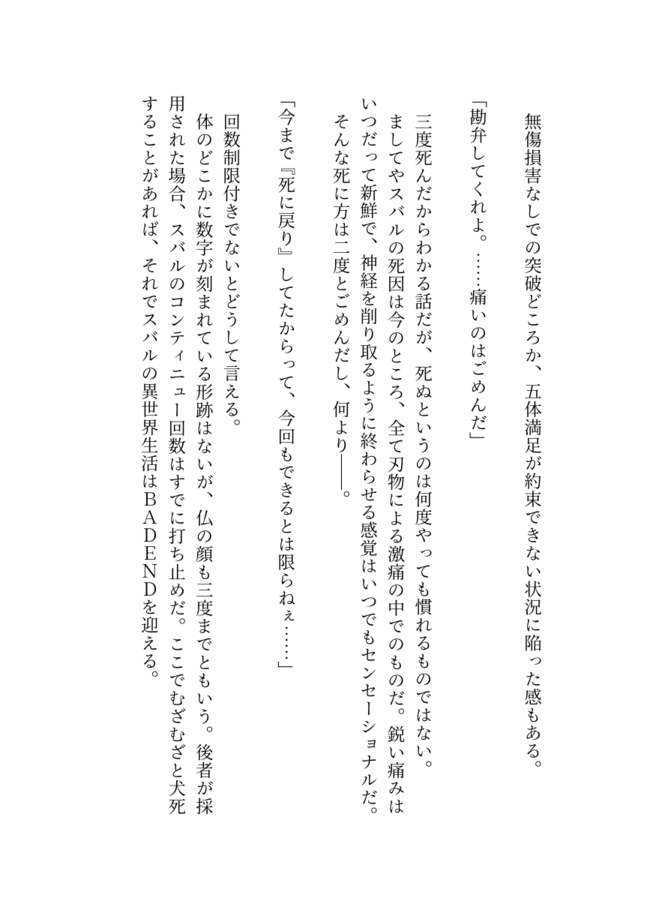 無傷損害なしでの突破どころか、五体満足が約束できない状況に陥った感もある。
「勘弁してくれよ。……痛いのはごめんだ」
三度死んだからわかる話だが、死ぬというのは何度やっても慣れるものではない。
ましてやスバルの死因は今のところ、全て刃物による激痛の中でのものだ。鋭い痛みは
いつだって新鮮で、神経を削り取るように終わらせる感覚はいつでもセンセーショナルだ。
そんな死に方は二度とごめんだし、何より――。
「今まで『死に戻り』してたからって、今回もできるとは限らねぇ……」
回数制限付きでないとどうして言える。
体のどこかに数字が刻まれている形跡はないが、仏の顔も三度までともいう。後者が採
用された場合、スバルのコンティニュー回数はすでに打ち止めだ。ここでむざむざと犬死
することがあれば、それでスバルの異世界生活はＢＡＤＥＮＤを迎える。